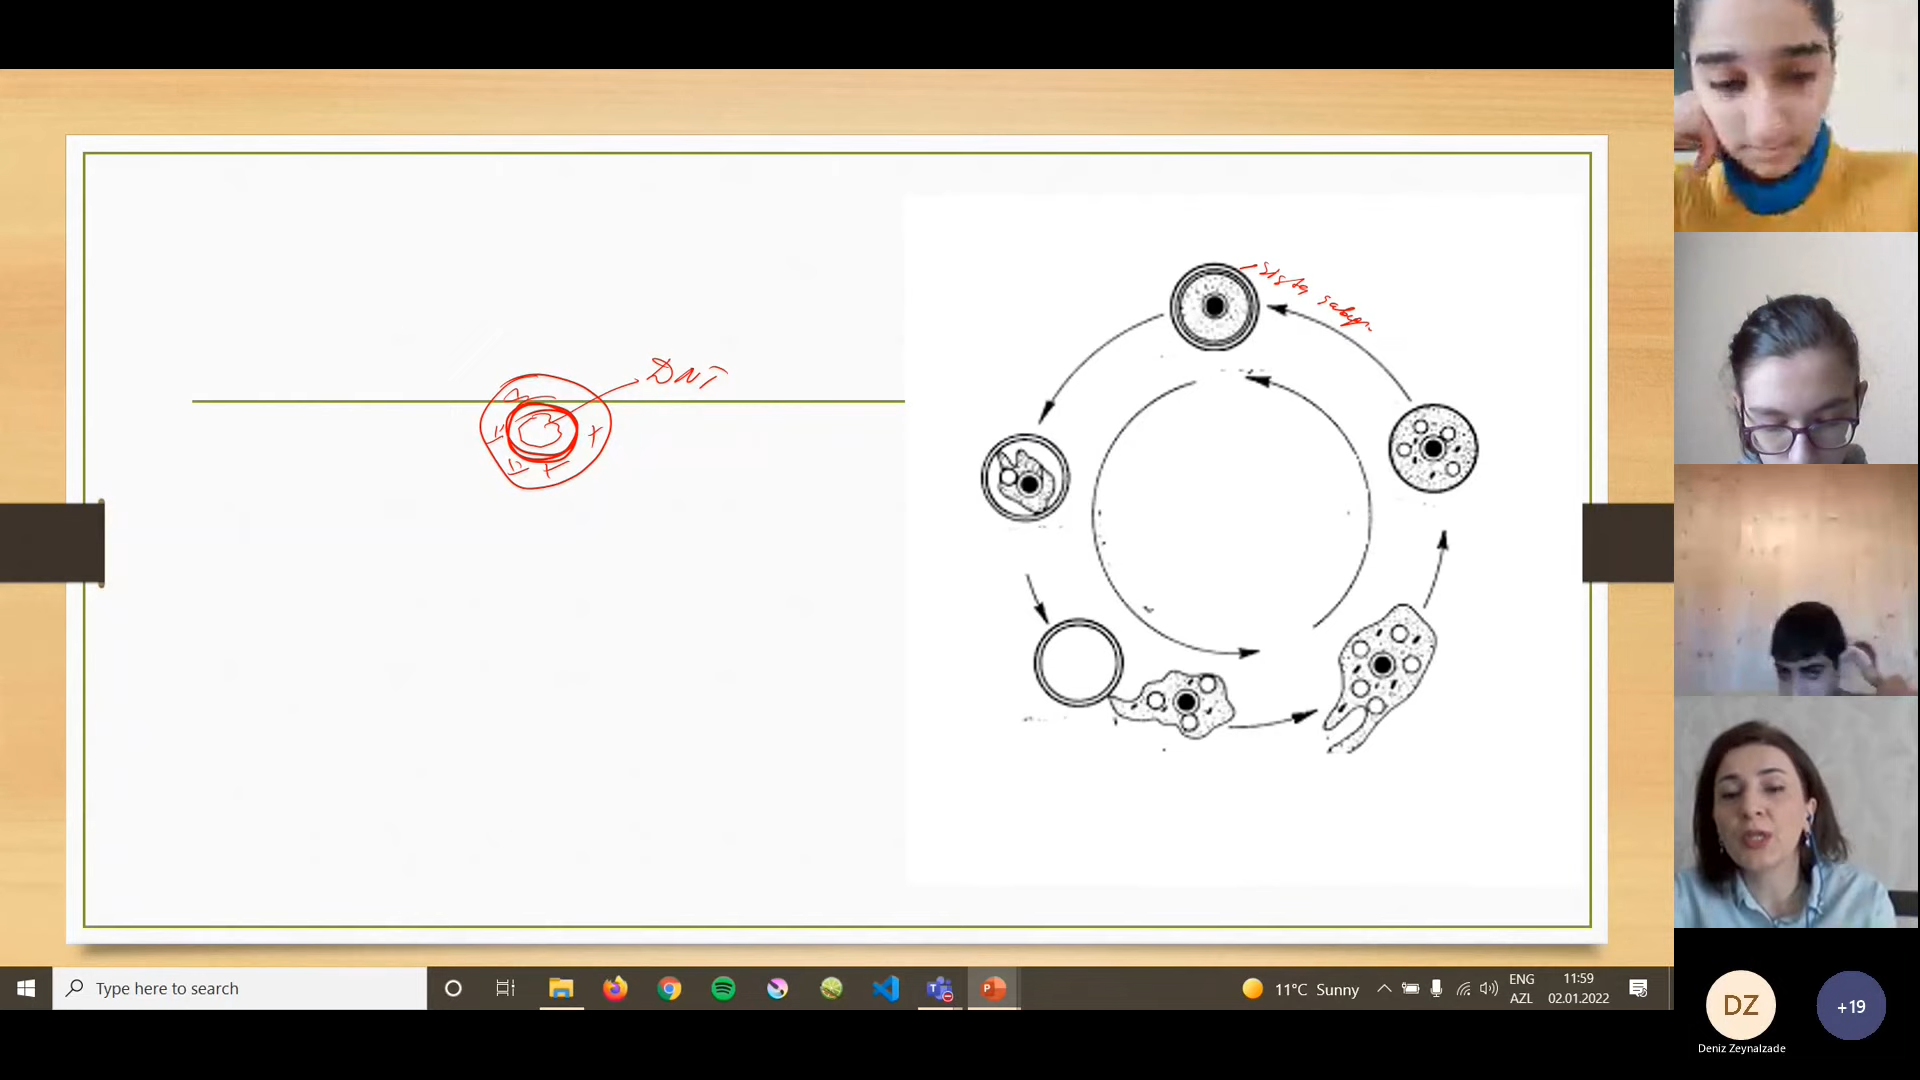 DNT
Type here to search
11°C Sunny
ENG
AZL
11:59
02.01.2022
DZ
Deniz Zeynalzade
+19